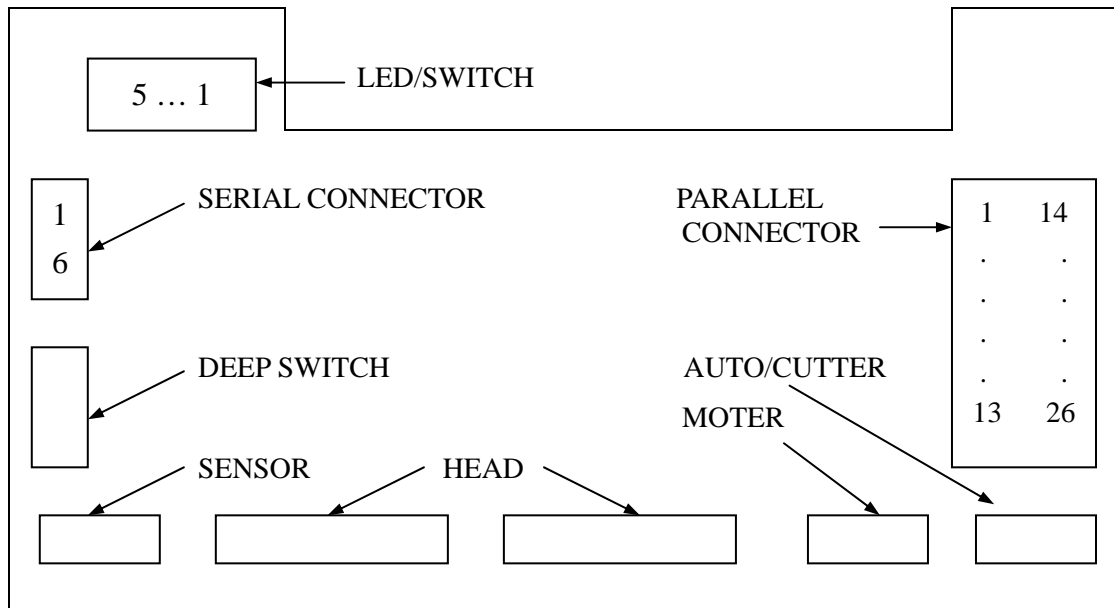 LED/SWITCH
5 … 1
SERIAL CONNECTOR
1
6
PARALLEL
CONNECTOR
1 14
. .
. .
. .
. .
13 26
DEEP SWITCH
AUTO/CUTTER
MOTER
SENSOR
HEAD